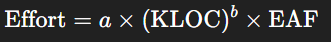 Effort = a × (KLOC)^b × EAF